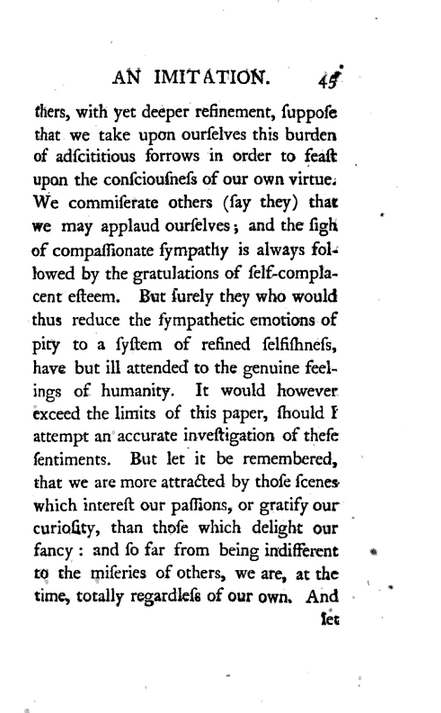 AN IMITATION. 45
thers, with yet deeper refinement, ſuppoſe
that we take upon ourſelves this burden
of adſcititious ſorrows in order to feaſt
upon the conſciouſneſs of our own virtue.
We commiſerate others (ſay they) that
we may applaud ourſelves; and the ſigh
of compaſſionate ſympathy is always fol-
lowed by the gratulations of ſelf-compla-
cent eſteem. But ſurely they who would
thus reduce the ſympathetic emotions of
pity to a ſyſtem of refined ſelfiſhneſs,
have but ill attended to the genuine feel-
ings of humanity. It would however
exceed the limits of this paper, ſhould I
attempt an accurate inveſtigation of theſe
ſentiments. But let it be remembered,
that we are more attracted by thoſe ſcenes
which intereſt our paſſions, or gratify our
curioſity, than thoſe which delight our
fancy: and ſo far from being indifferent
to the miſeries of others, we are, at the
time, totally regardleſs of our own. And
let